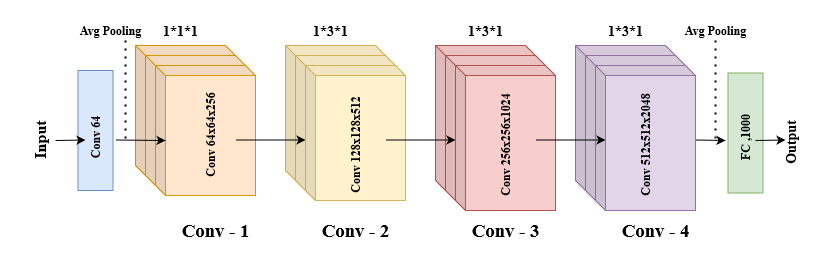 Avg Pooling
1*1*1
1*3*1
1*3*1
1*3*1
Avg Pooling
Input
Conv 64
Conv 64x64x256
Conv 128x128x512
Conv 256x256x1024
Conv 512x512x2048
FC ,1000
Output
Conv - 1
Conv - 2
Conv - 3
Conv - 4